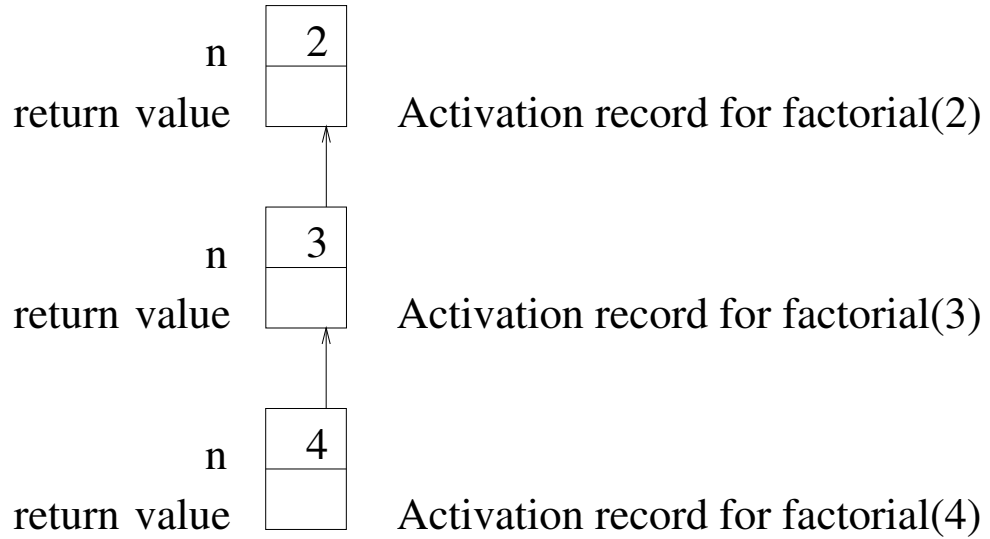 n 2
return value Activation record for factorial(2)
n 3
return value Activation record for factorial(3)
n 4
return value Activation record for factorial(4)